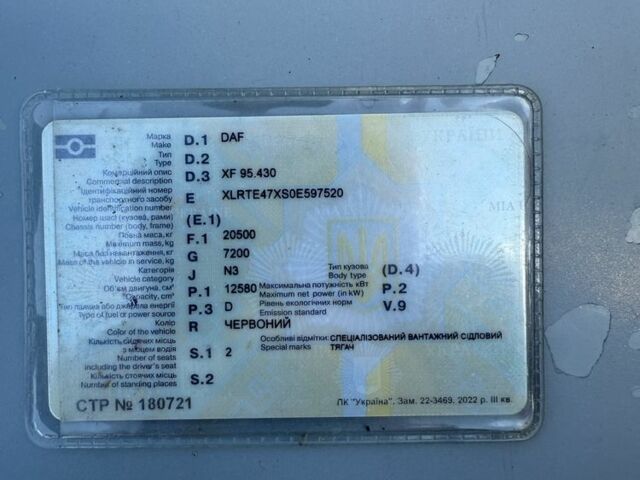 Марка D.1 DAF
Make
Тип D.2
Type
Комерційний опис D.3 XF 95.430
Commercial description
Ідентифікаційний номер
транспортного засобу E XLRTE47XS0E597520
Vehicle identification number
Номер шасі (кузова, рами) (E.1)
Chassis number (body, frame)
Повна маса, кг F.1 20500
Maximum mass, kg
Маса без навантаження, кг G 7200
Mass of the vehicle in service, kg
Категорія J N3 Тип кузова (D.4)
Vehicle category Body type
Об'єм двигуна, см³ P.1 12580 Максимальна потужність кВт P.2
Capacity, cm³ Maximum net power (in kW)
Тип пального або джерела енергії P.3 D Рівень екологічних норм V.9
Type of fuel or power source Emission standard
Колір R ЧЕРВОНИЙ
Color of the vehicle
Кількість сидячих місць Особливі відмітки: СПЕЦІАЛІЗОВАНИЙ ВАНТАЖНИЙ СІДЛОВИЙ
з місцем водія S.1 2 Special marks ТЯГАЧ
Number of seats
including the driver's seat
Кількість стоячих місць S.2
Number of standing places
СТР № 180721 ПК "Україна". Зам. 22-3469. 2022 р. III кв.